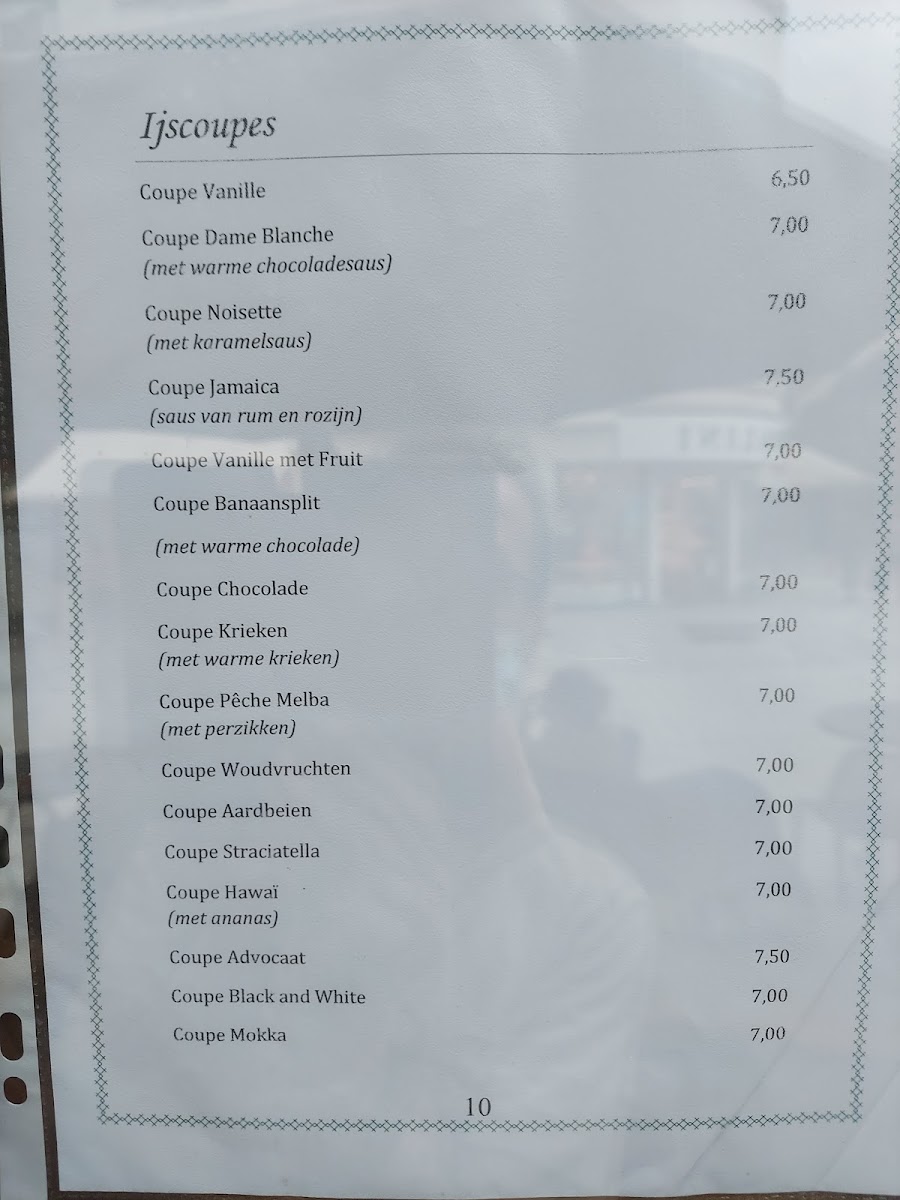 Ijscoupes
Coupe Vanille 6,50
Coupe Dame Blanche 7,00
(met warme chocoladesaus)
Coupe Noisette 7,00
(met karamelsaus)
Coupe Jamaica 7,50
(saus van rum en rozijn)
Coupe Vanille met Fruit 7,00
Coupe Banaansplit 7,00
(met warme chocolade)
Coupe Chocolade 7,00
Coupe Krieken 7,00
(met warme krieken)
Coupe Pêche Melba 7,00
(met perzikken)
Coupe Woudvruchten 7,00
Coupe Aardbeien 7,00
Coupe Straciatella 7,00
Coupe Hawaï 7,00
(met ananas)
Coupe Advocaat 7,50
Coupe Black and White 7,00
Coupe Mokka 7,00
10